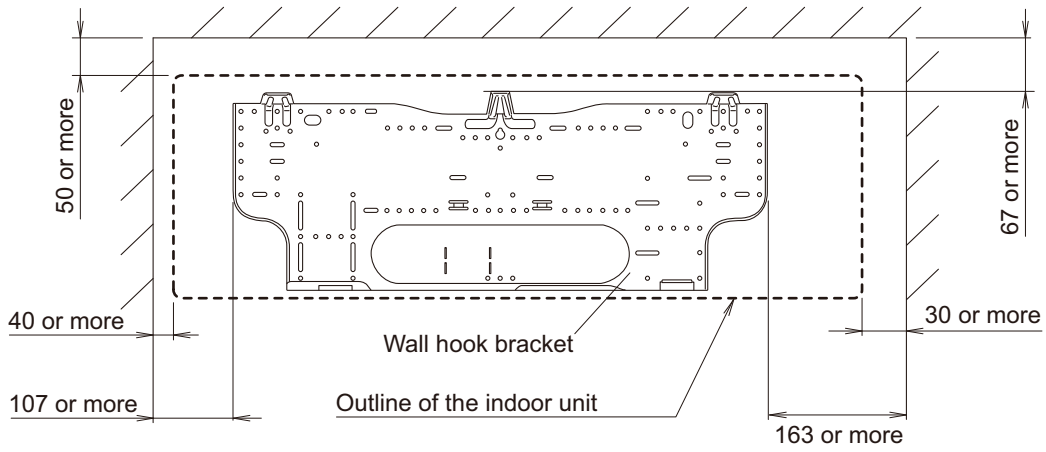 50 or more
67 or more
40 or more
30 or more
Wall hook bracket
107 or more
Outline of the indoor unit
163 or more